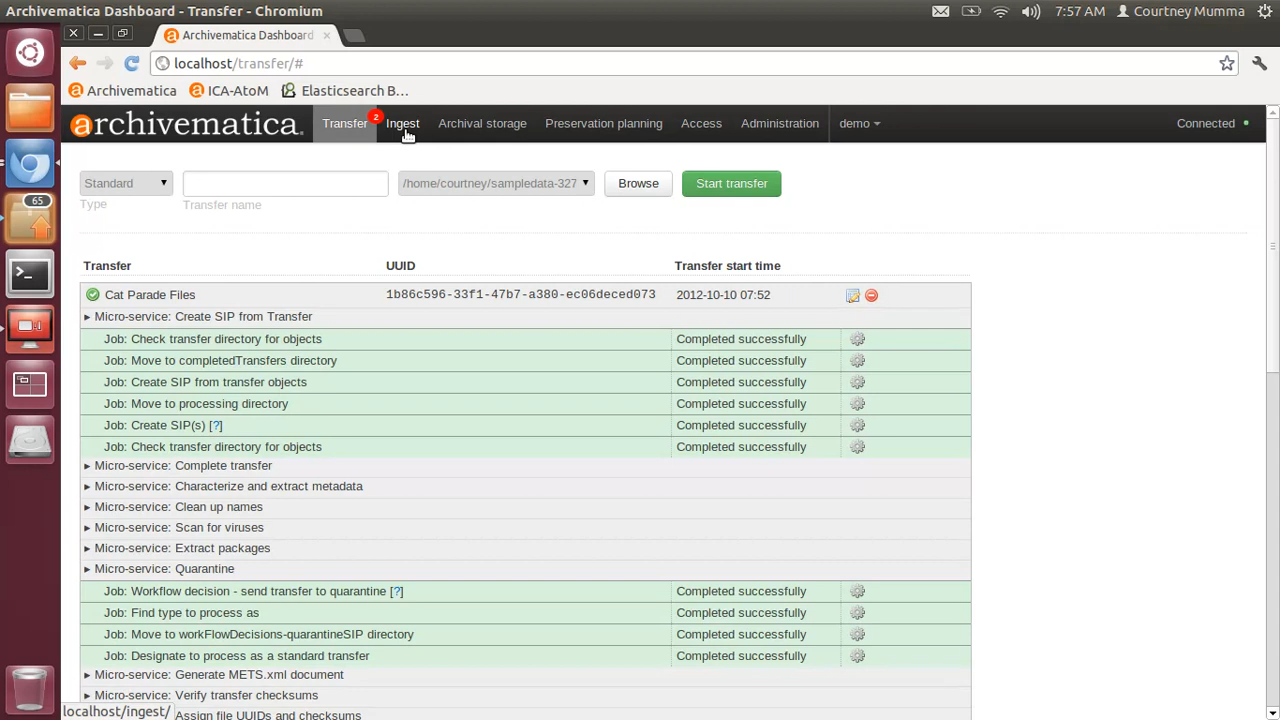 Archivematica Dashboard - Transfer - Chromium
7:57 AM Courtney Mumma
Archivematica Dashboard
localhost/transfer/#
Archivematica ICA-AtoM Elasticsearch B...
archivematica. Transfer 2 Ingest Archival storage Preservation planning Access Administration demo Connected
Standard /home/courtney/sampledata-327 Browse Start transfer
Type Transfer name
65
Transfer UUID Transfer start time
Cat Parade Files 1b86c596-33f1-47b7-a380-ec06deced073 2012-10-10 07:52
Micro-service: Create SIP from Transfer
Job: Check transfer directory for objects Completed successfully
Job: Move to completedTransfers directory Completed successfully
Job: Create SIP from transfer objects Completed successfully
Job: Move to processing directory Completed successfully
Job: Create SIP(s) [?] Completed successfully
Job: Check transfer directory for objects Completed successfully
Micro-service: Complete transfer
Micro-service: Characterize and extract metadata
Micro-service: Clean up names
Micro-service: Scan for viruses
Micro-service: Extract packages
Micro-service: Quarantine
Job: Workflow decision - send transfer to quarantine [?] Completed successfully
Job: Find type to process as Completed successfully
Job: Move to workFlowDecisions-quarantineSIP directory Completed successfully
Job: Designate to process as a standard transfer Completed successfully
Micro-service: Generate METS.xml document
Micro-service: Verify transfer checksums
Assign file UUIDs and checksums
localhost/ingest/